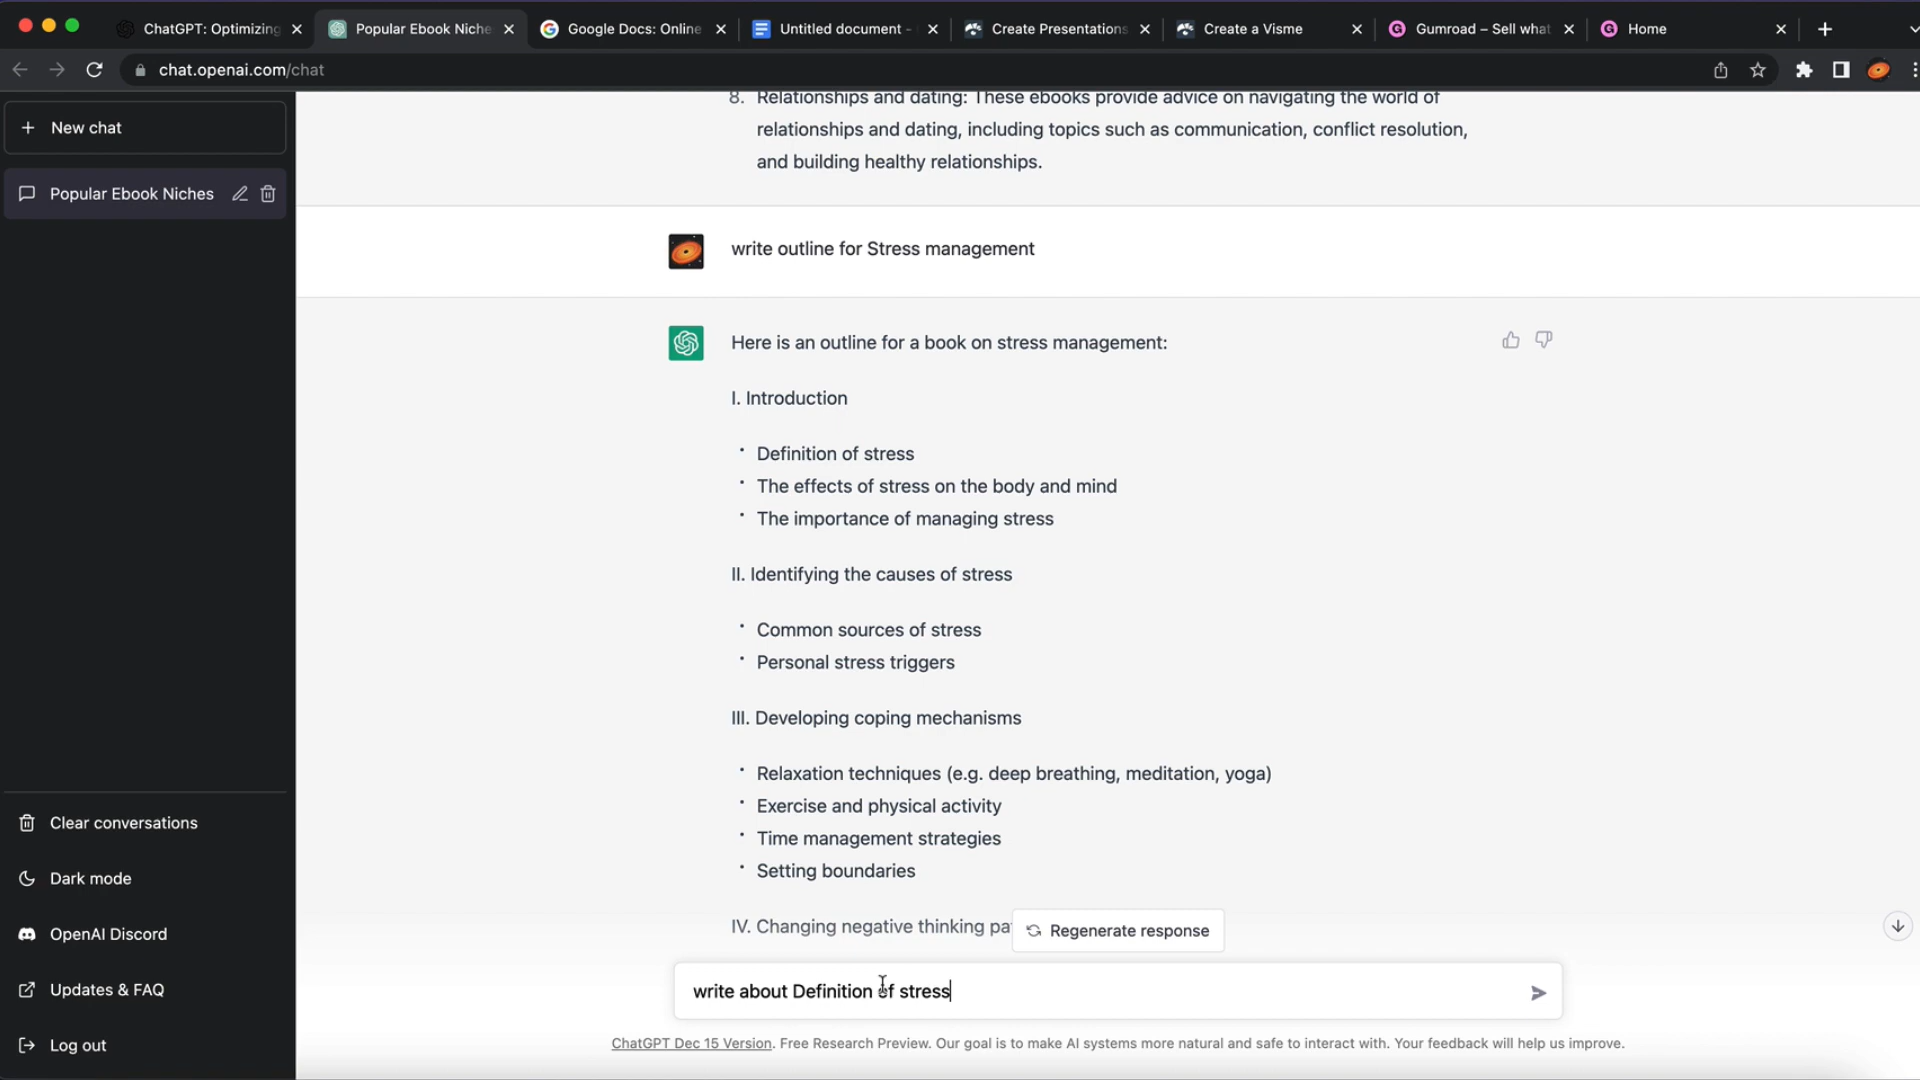 ChatGPT: Optimizing
Popular Ebook Niche
Google Docs: Online
Untitled document -
Create Presentations
Create a Visme
Gumroad – Sell what
Home
chat.openai.com/chat
New chat
Popular Ebook Niches
Clear conversations
Dark mode
OpenAI Discord
Updates & FAQ
Log out
8. Relationships and dating: These ebooks provide advice on navigating the world of
relationships and dating, including topics such as communication, conflict resolution,
and building healthy relationships.
write outline for Stress management
Here is an outline for a book on stress management:
I. Introduction
• Definition of stress
• The effects of stress on the body and mind
• The importance of managing stress
II. Identifying the causes of stress
• Common sources of stress
• Personal stress triggers
III. Developing coping mechanisms
• Relaxation techniques (e.g. deep breathing, meditation, yoga)
• Exercise and physical activity
• Time management strategies
• Setting boundaries
IV. Changing negative thinking
Regenerate response
write about Definition of stress
ChatGPT Dec 15 Version. Free Research Preview. Our goal is to make AI systems more natural and safe to interact with. Your feedback will help us improve.